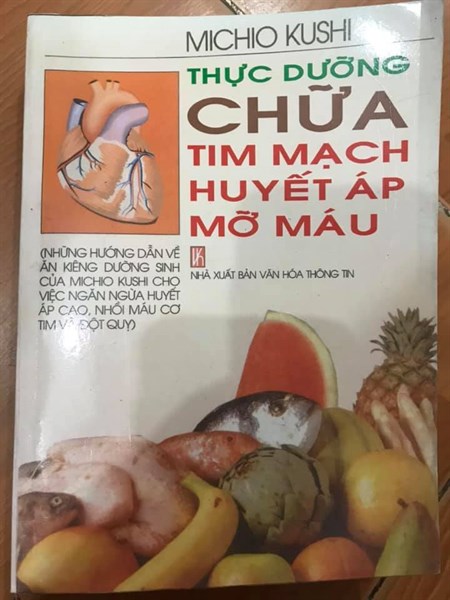 MICHIO KUSHI
THỰC DƯỠNG
CHỮA
TIM MẠCH
HUYẾT ÁP
MỠ MÁU
(NHỮNG HƯỚNG DẪN VỀ
ĂN KIÊNG DƯỠNG SINH
CỦA MICHIO KUSHI CHO
VIỆC NGĂN NGỪA HUYẾT
ÁP CAO, NHỒI MÁU CƠ
TIM VÀ ĐỘT QUỴ)
NHÀ XUẤT BẢN VĂN HÓA THÔNG TIN